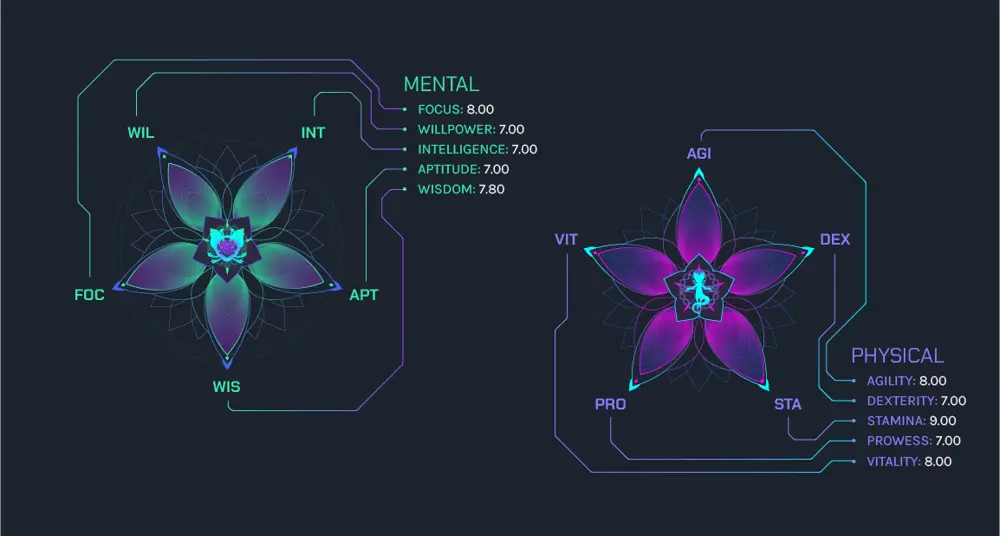 MENTAL
FOCUS: 8.00
WILLPOWER: 7.00
INTELLIGENCE: 7.00
APTITUDE: 7.00
WISDOM: 7.80
WIL
INT
FOC
APT
WIS
AGI
VIT
DEX
PRO
STA
PHYSICAL
AGILITY: 8.00
DEXTERITY: 7.00
STAMINA: 9.00
PROWESS: 7.00
VITALITY: 8.00